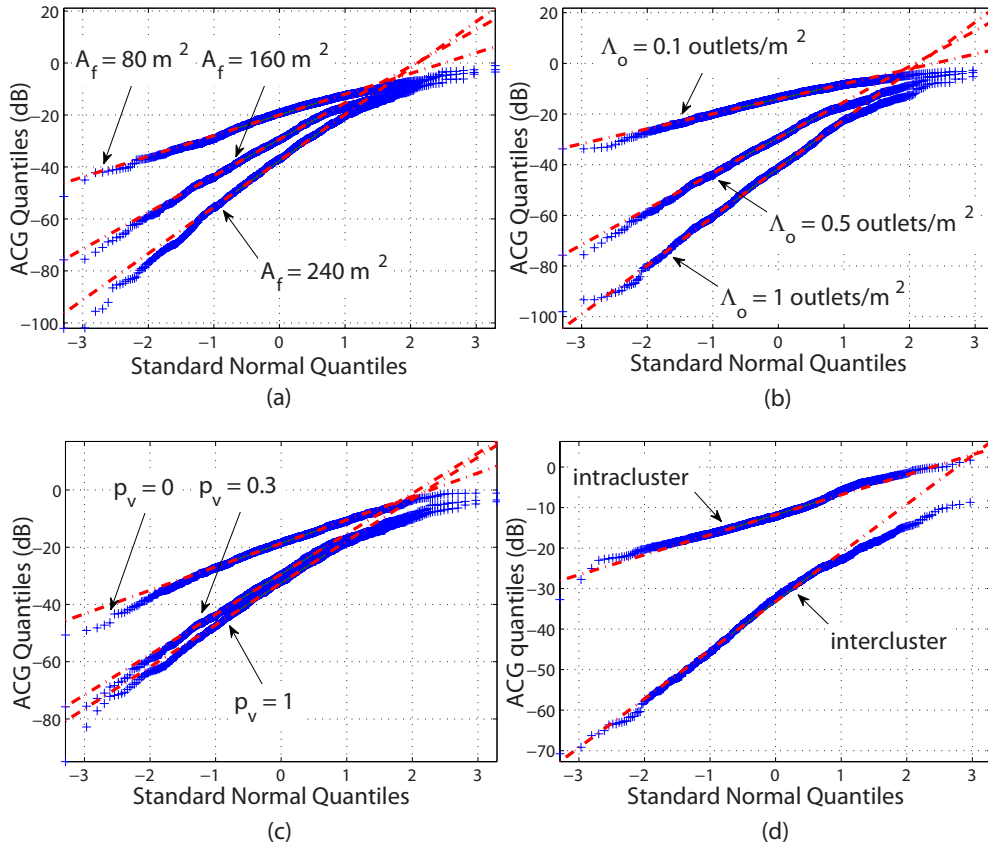 20
0
−20
−40
−60
−80
−100
−3 −2 −1 0 1 2 3
ACG Quantiles (dB)
Standard Normal Quantiles
A_f = 80 m ²
A_f = 160 m ²
A_f = 240 m ²
(a)
20
0
−20
−40
−60
−80
−100
−3 −2 −1 0 1 2 3
ACG Quantiles (dB)
Standard Normal Quantiles
Λ_o = 0.1 outlets/m ²
Λ_o = 0.5 outlets/m ²
Λ_o = 1 outlets/m ²
(b)
0
−20
−40
−60
−80
−3 −2 −1 0 1 2 3
ACG Quantiles (dB)
Standard Normal Quantiles
p_v = 0
p_v = 0.3
p_v = 1
(c)
0
−10
−20
−30
−40
−50
−60
−70
−3 −2 −1 0 1 2 3
ACG quantiles (dB)
Standard Normal Quantiles
intracluster
intercluster
(d)